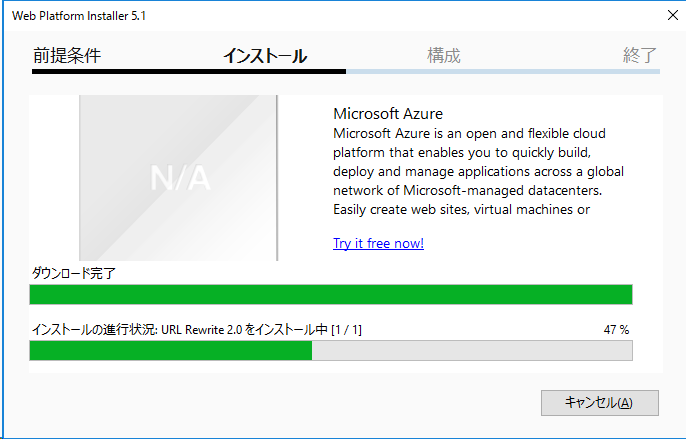 Web Platform Installer 5.1
前提条件 インストール 構成 終了
N/A
Microsoft Azure
Microsoft Azure is an open and flexible cloud
platform that enables you to quickly build,
deploy and manage applications across a global
network of Microsoft-managed datacenters.
Easily create web sites, virtual machines or
Try it free now!
ダウンロード完了
インストールの進行状況: URL Rewrite 2.0 をインストール中 [1 / 1] 47 %
キャンセル(A)